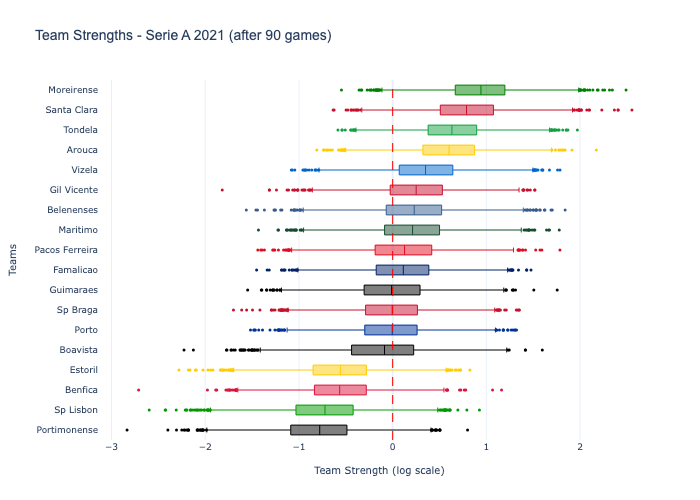 Team Strengths - Serie A 2021 (after 90 games)
Moreirense
Santa Clara
Tondela
Arouca
Vizela
Gil Vicente
Belenenses
Maritimo
Pacos Ferreira
Famalicao
Guimaraes
Sp Braga
Porto
Boavista
Estoril
Benfica
Sp Lisbon
Portimonense
Teams
−3 −2 −1 0 1 2
Team Strength (log scale)